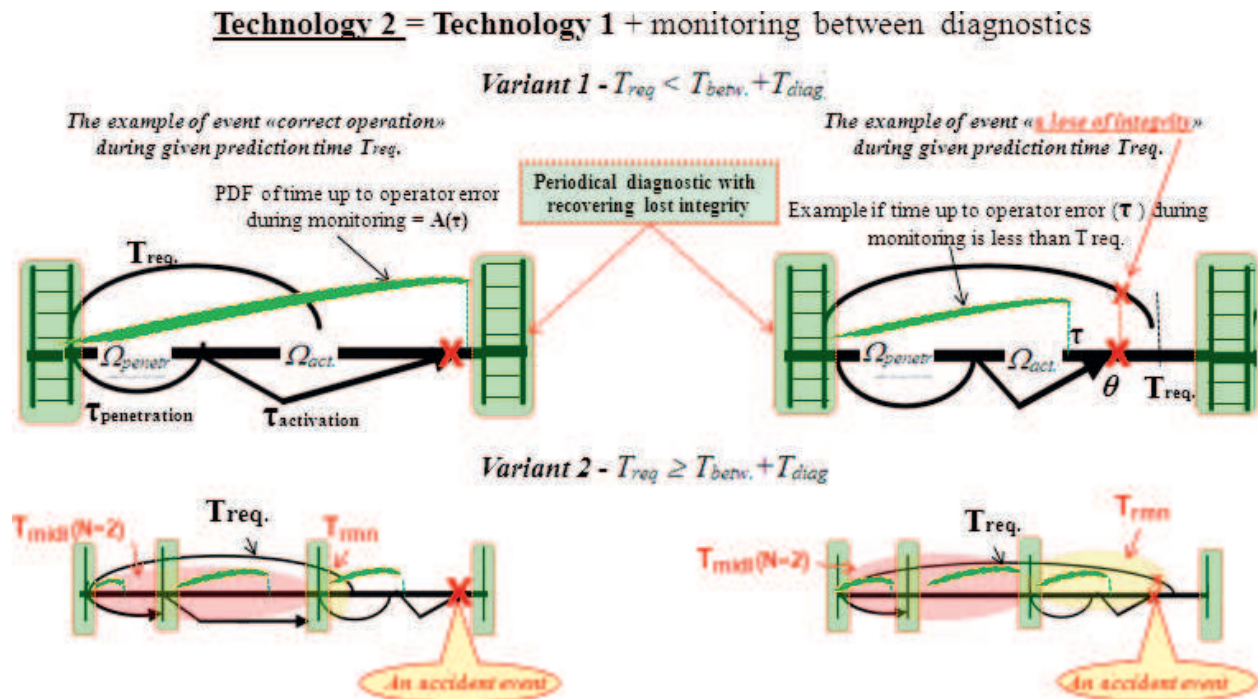 Technology 2 = Technology 1 + monitoring between diagnostics
Variant 1 - Treq < Tbetw. + Tdiag
The example of event «correct operation»
during given prediction time Treq.
The example of event «a lose of integrity»
during given prediction time Treq.
Periodical diagnostic with
recovering lost integrity
PDF of time up to operator error
during monitoring = A(τ)
Example if time up to operator error (τ ) during
monitoring is less than T req.
Treq.
Ωpenetr
Ωact.
τpenetration
τactivation
Ωpenetr
Ωact.
τ
θ
Treq.
Variant 2 - Treq ≥ Tbetw. + Tdiag
Tmidl(N=2)
Treq.
Trmn
An accident event
Tmidl(N=2)
Treq.
Trmn
An accident event